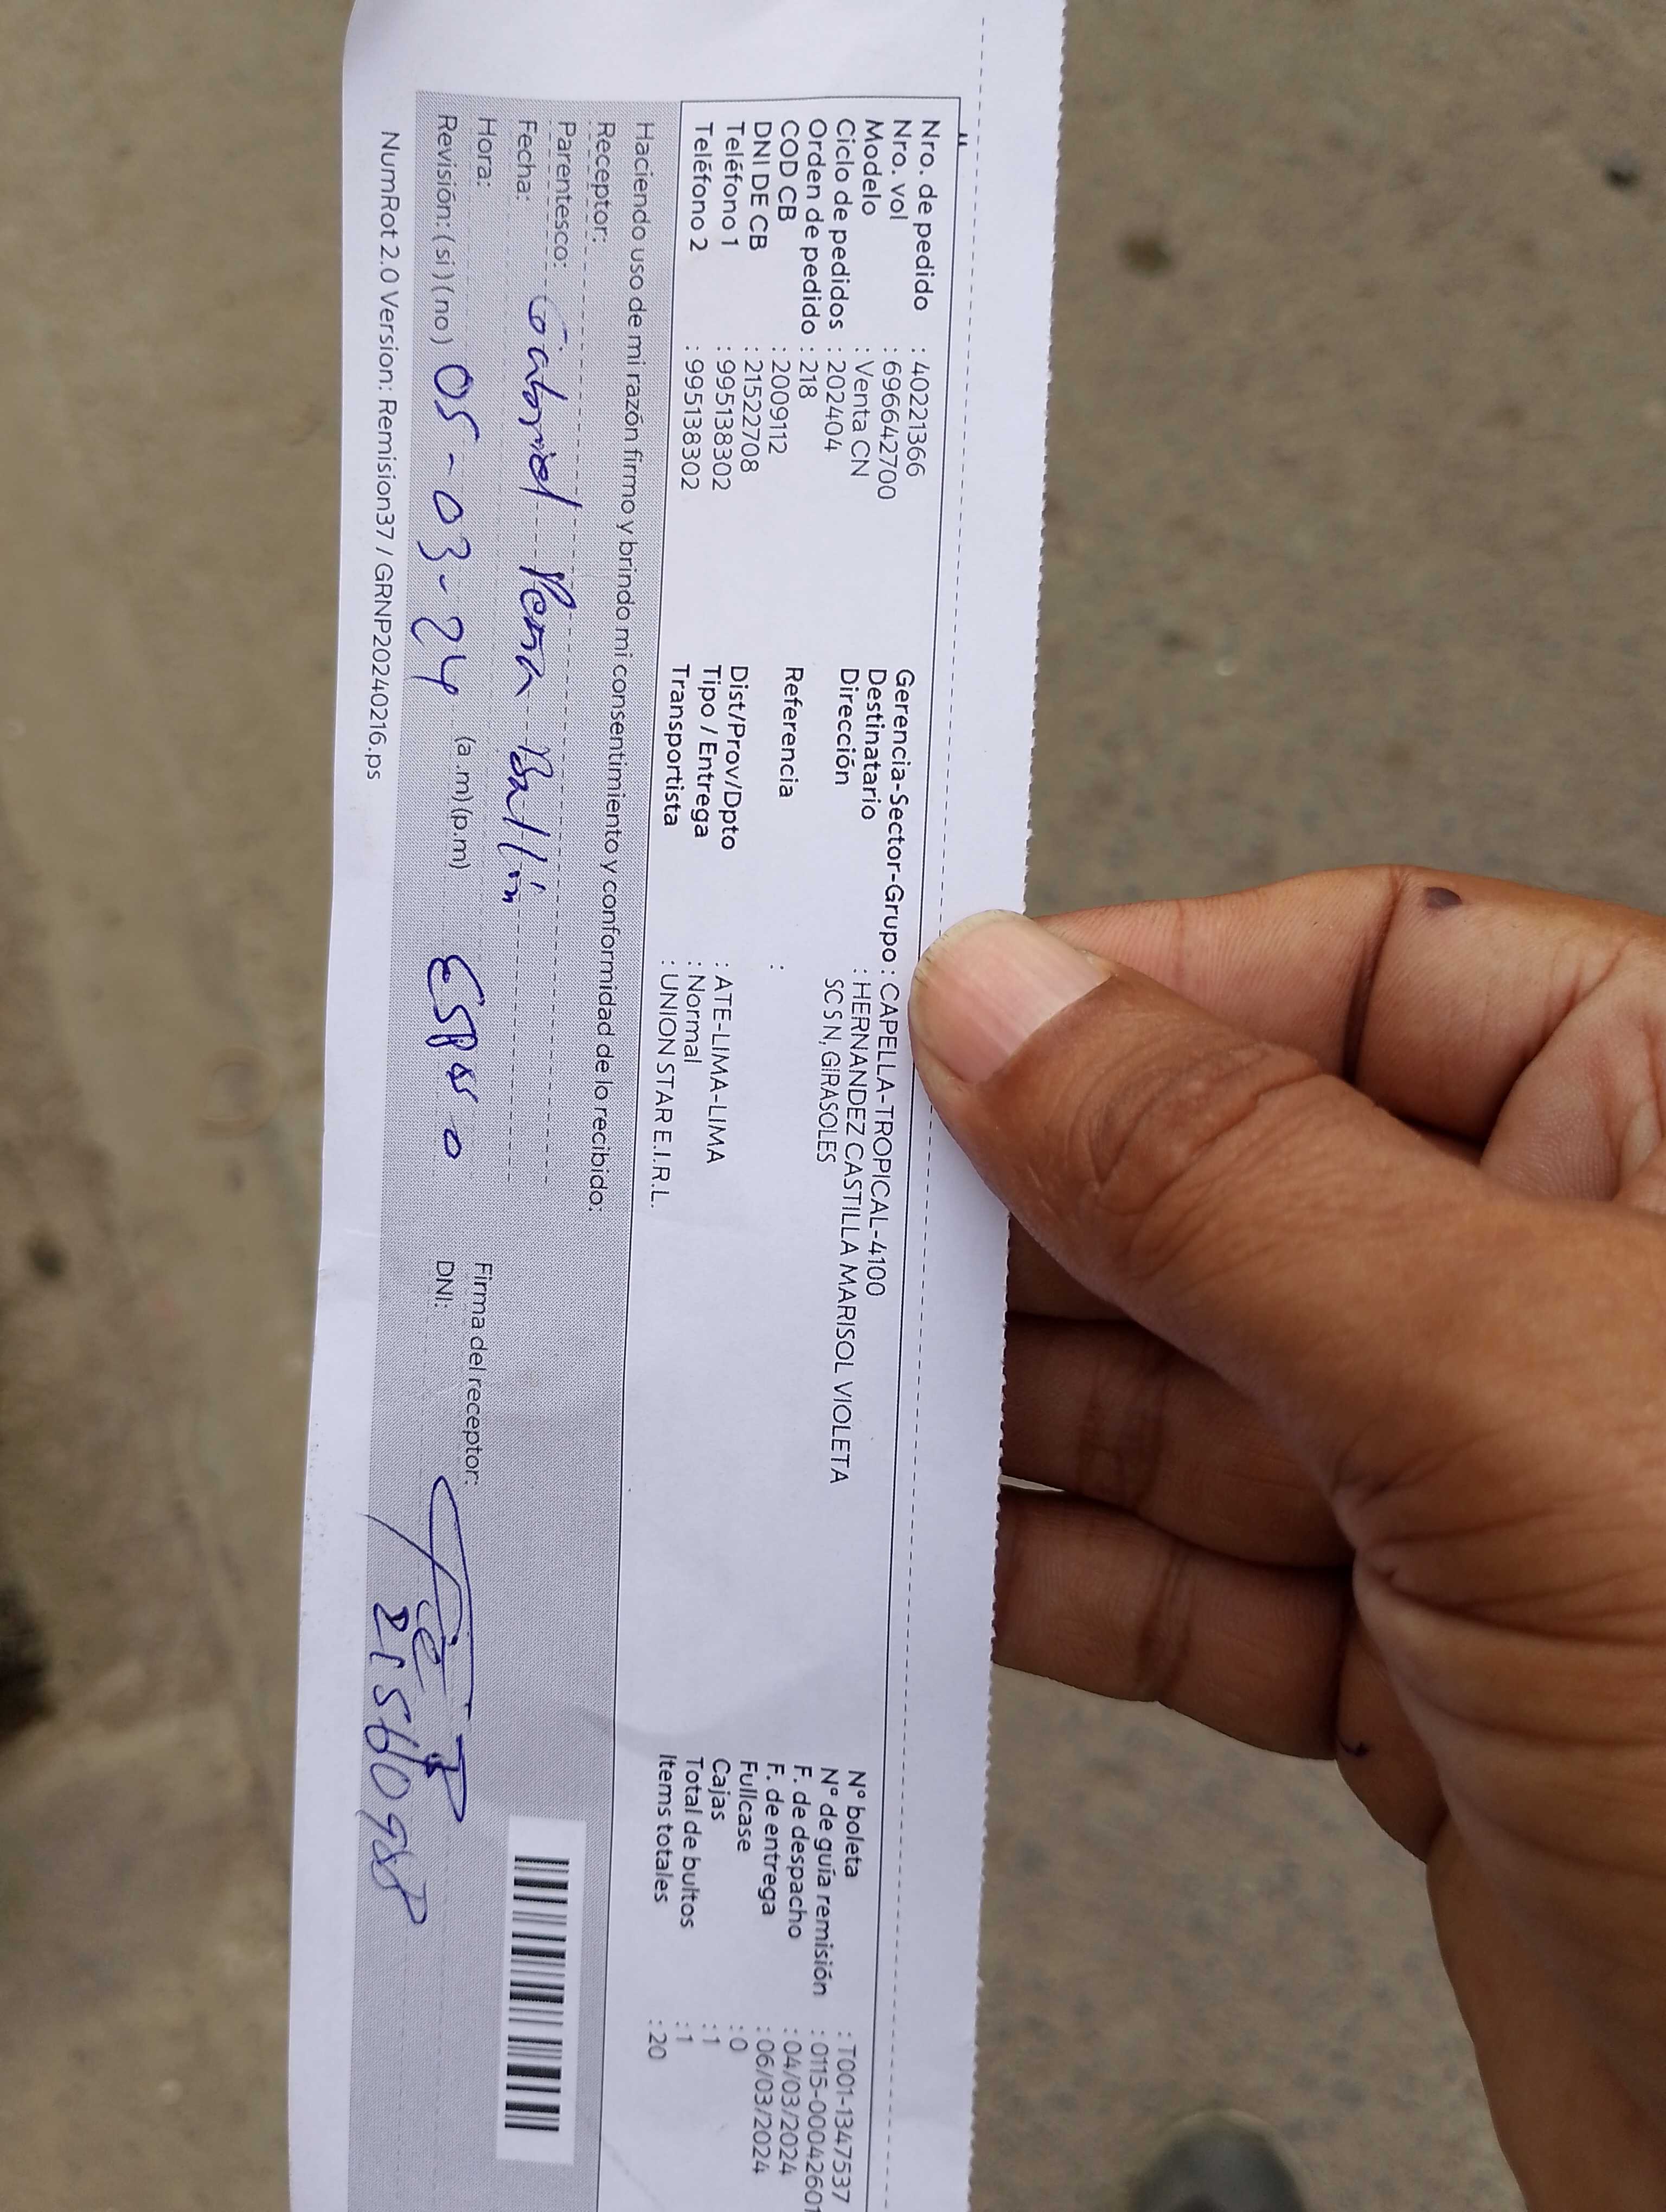 Nro. de pedido : 40221366
Nro. vol : 696642700
Modelo : Venta CN
Ciclo de pedidos : 202404
Orden de pedido : 218
COD CB : 2009112
DNI DE CB : 21522708
Teléfono 1 : 995138302
Teléfono 2 : 995138302
Gerencia-Sector-Grupo : CAPELLA-TROPICAL-4100
Destinatario : HERNANDEZ CASTILLA MARISOL VIOLETA
Dirección SC S N, GIRASOLES
Referencia :
Dist/Prov/Dpto : ATE-LIMA-LIMA
Tipo / Entrega : Normal
Transportista : UNION STAR E.I.R.L.
N° boleta : T001-1347537
N° de guía remisión : 0115-00042601
F. de despacho : 04/03/2024
F. de entrega : 06/03/2024
Fullcase : 0
Cajas : 1
Total de bultos : 1
Items totales : 20
Haciendo uso de mi razón firmo y brindo mi consentimiento y conformidad de lo recibido:
Receptor:
Parentesco:
Fecha: Gabriel Pena
Hora:
Revisión: (si) (no) 05-03-24 (a.m) (p.m) Esposo
Firma del receptor:
DNI:
NumRot 2.0 Version: Remision37 / GRNP20240216.ps